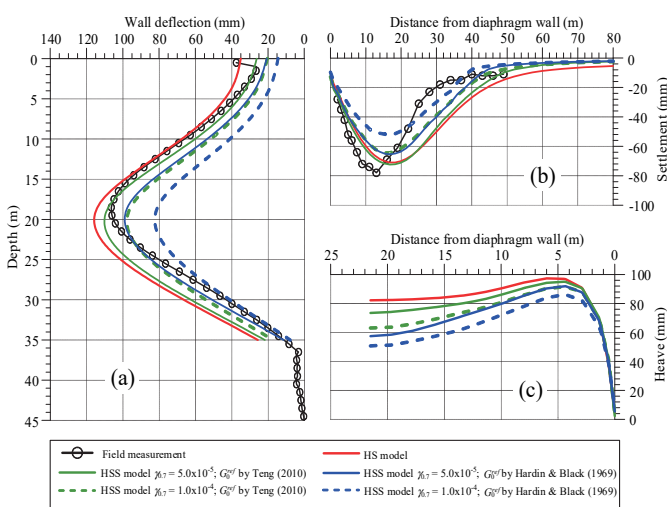 Wall deflection (mm)
140 120 100 80 60 40 20 0
0
5
10
15
20
25
30
35
40
45
Depth (m)
(a)
Distance from diaphragm wall (m)
0 10 20 30 40 50 60 70 80
0
-20
-40
-60
-80
-100
Settlement (mm)
(b)
Distance from diaphragm wall (m)
25 20 15 10 5 0
100
80
60
40
20
0
Heave (mm)
(c)
Field measurement
HS model
HSS model γ0.7 = 5.0x10⁻⁵; G₀ʳᵉᶠ by Teng (2010)
HSS model γ0.7 = 5.0x10⁻⁵; G₀ʳᵉᶠ by Hardin & Black (1969)
HSS model γ0.7 = 1.0x10⁻⁴; G₀ʳᵉᶠ by Teng (2010)
HSS model γ0.7 = 1.0x10⁻⁴; G₀ʳᵉᶠ by Hardin & Black (1969)